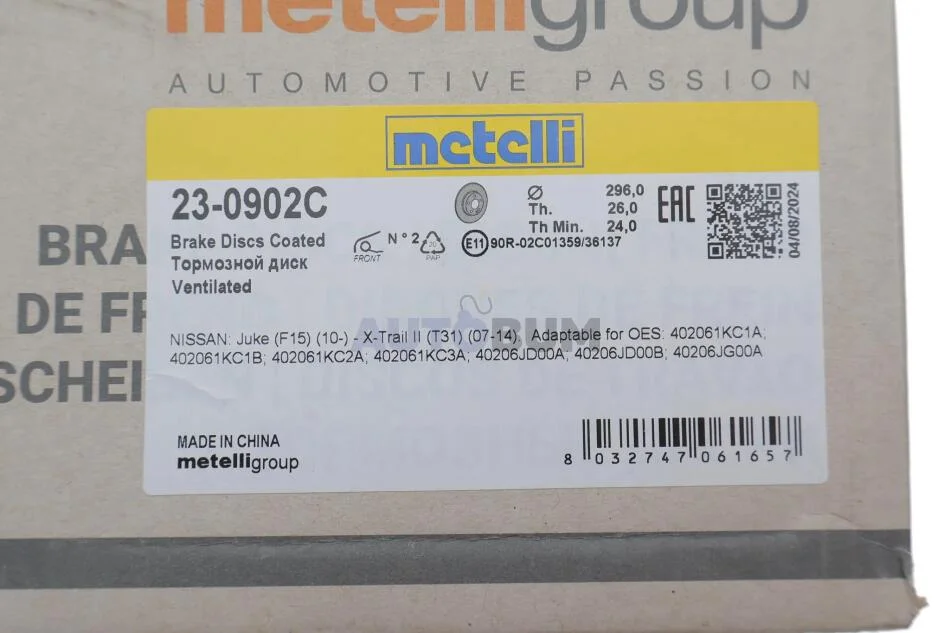 metelligroup
AUTOMOTIVE PASSION
metelli
23-0902C
Ø 296,0
Th. 26,0
Th Min. 24,0
EAC
04/08/2024
Brake Discs Coated
Тормозной диск
Ventilated
FRONT
N° 2
20
PAP
E11 90R-02C01359/36137
BRA
DE FR
SCHEI
AUTOBUM
NISSAN: Juke (F15) (10-) - X-Trail II (T31) (07-14). Adaptable for OES: 402061KC1A;
402061KC1B; 402061KC2A; 402061KC3A; 40206JD00A; 40206JD00B; 40206JG00A
MADE IN CHINA
metelligroup
8 032747 061657